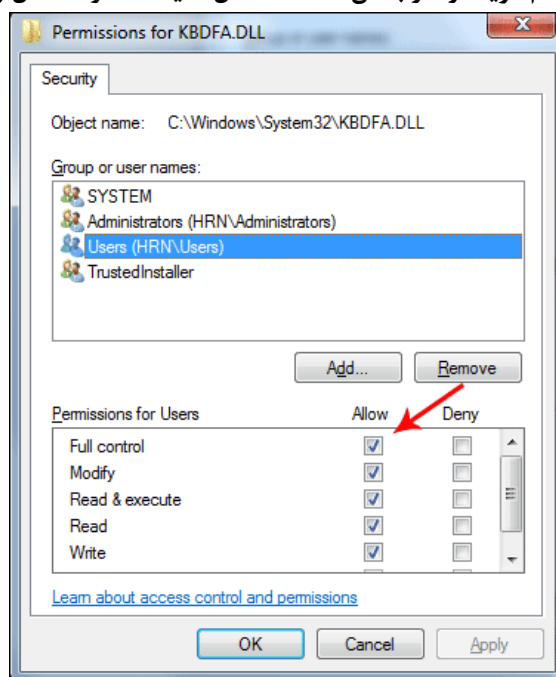 Permissions for KBDFA.DLL
Security
Object name: C:\Windows\System32\KBDFA.DLL
Group or user names:
SYSTEM
Administrators (HRN\Administrators)
Users (HRN\Users)
TrustedInstaller
Add... Remove
Permissions for Users Allow Deny
Full control
Modify
Read & execute
Read
Write
Learn about access control and permissions
OK Cancel Apply